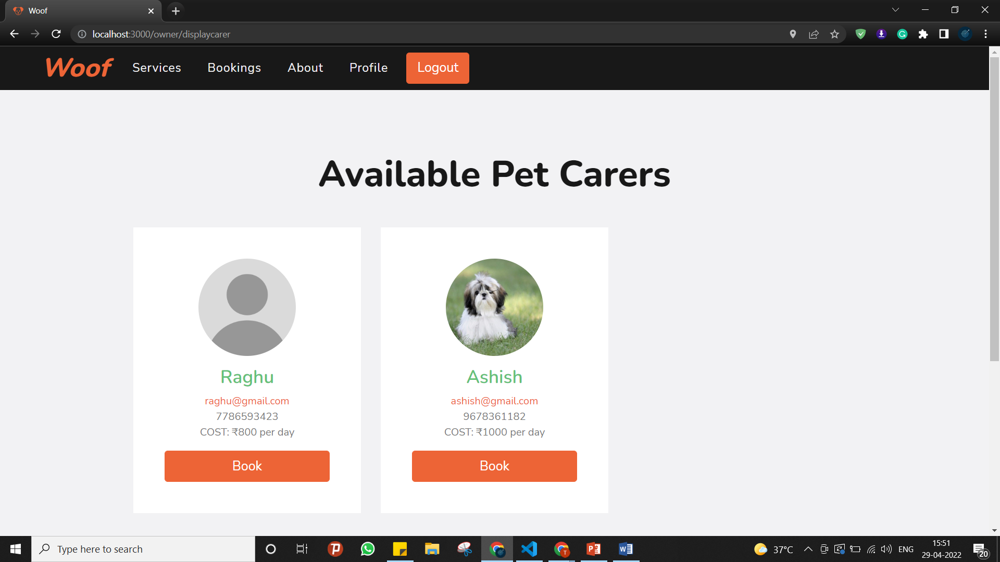 Woof
localhost:3000/owner/displaycarer
Woof Services Bookings About Profile Logout
Available Pet Carers
Raghu
raghu@gmail.com
7786593423
COST: ₹800 per day
Book
Ashish
ashish@gmail.com
9678361182
COST: ₹1000 per day
Book
Type here to search
37°C
ENG
15:51
29-04-2022
20